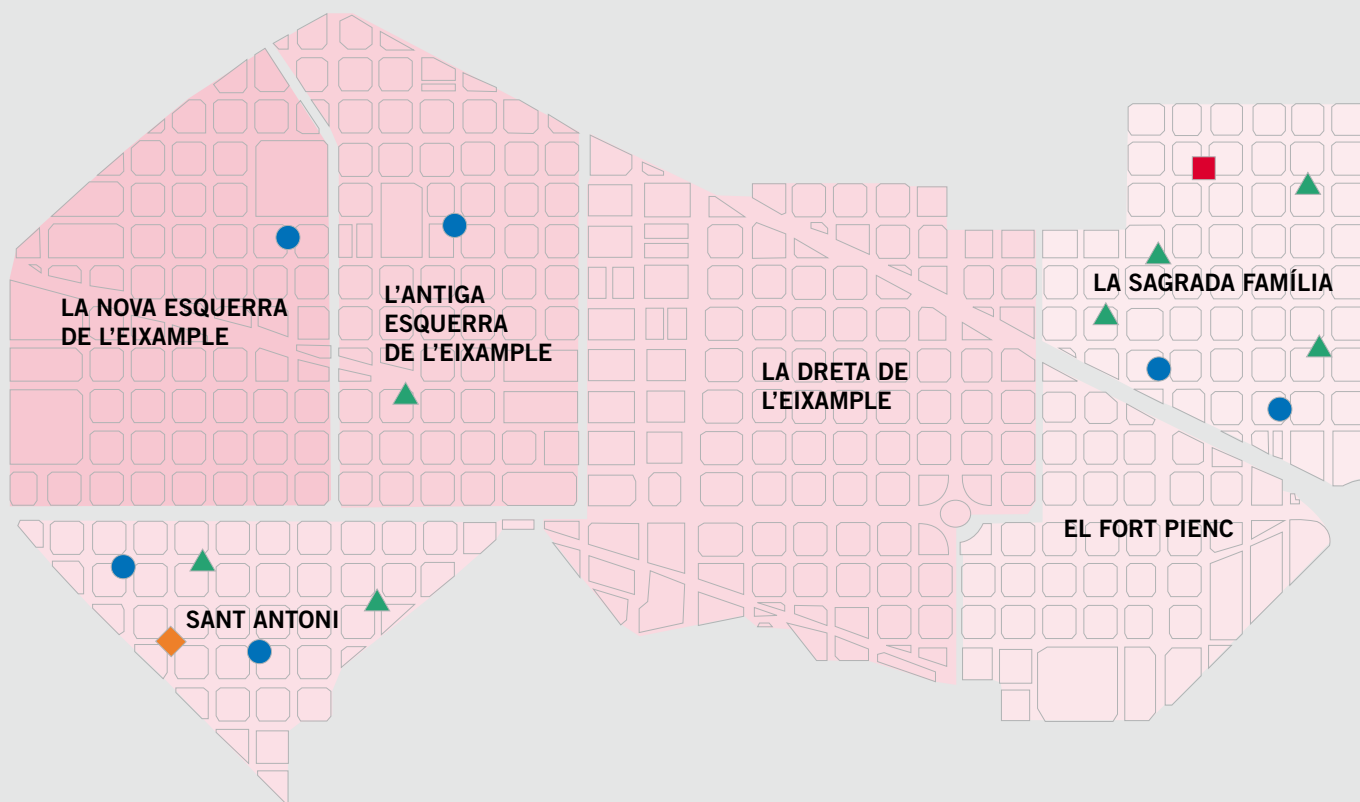 LA NOVA ESQUERRA
DE L'EIXAMPLE
L'ANTIGA
ESQUERRA
DE L'EIXAMPLE
LA DRETA DE
L'EIXAMPLE
LA SAGRADA FAMÍLIA
EL FORT PIENC
SANT ANTONI